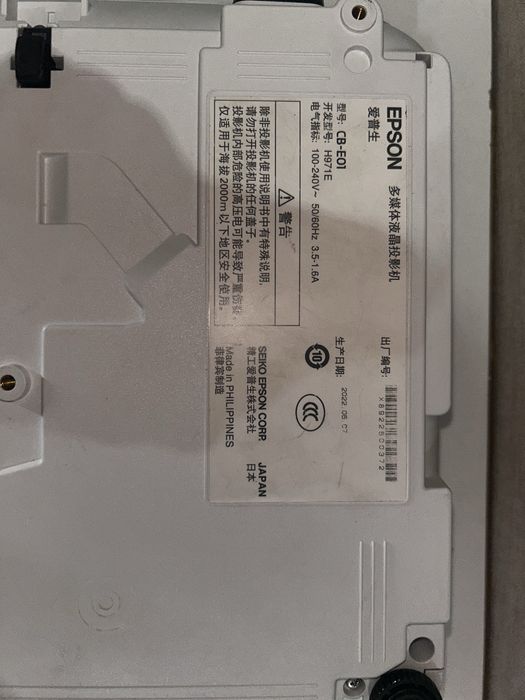 EPSON 多媒体液晶投影机
爱普生
出厂编号:
X8922500372
型号: CB-E01
开发型号: H971E
电气指标: 100-240V~ 50/60Hz 3.5-1.6A
生产日期: 2022.06.07
10
CCC
警告
除非投影机使用说明书中有特殊说明,
请勿打开投影机的任何盖子。
投影机内部危险的高压电可能导致严重伤害。
仅适用于海拔2000m以下地区安全使用。
SEIKO EPSON CORP. JAPAN
精工爱普生株式会社 日本
Made in PHILIPPINES
菲律宾制造